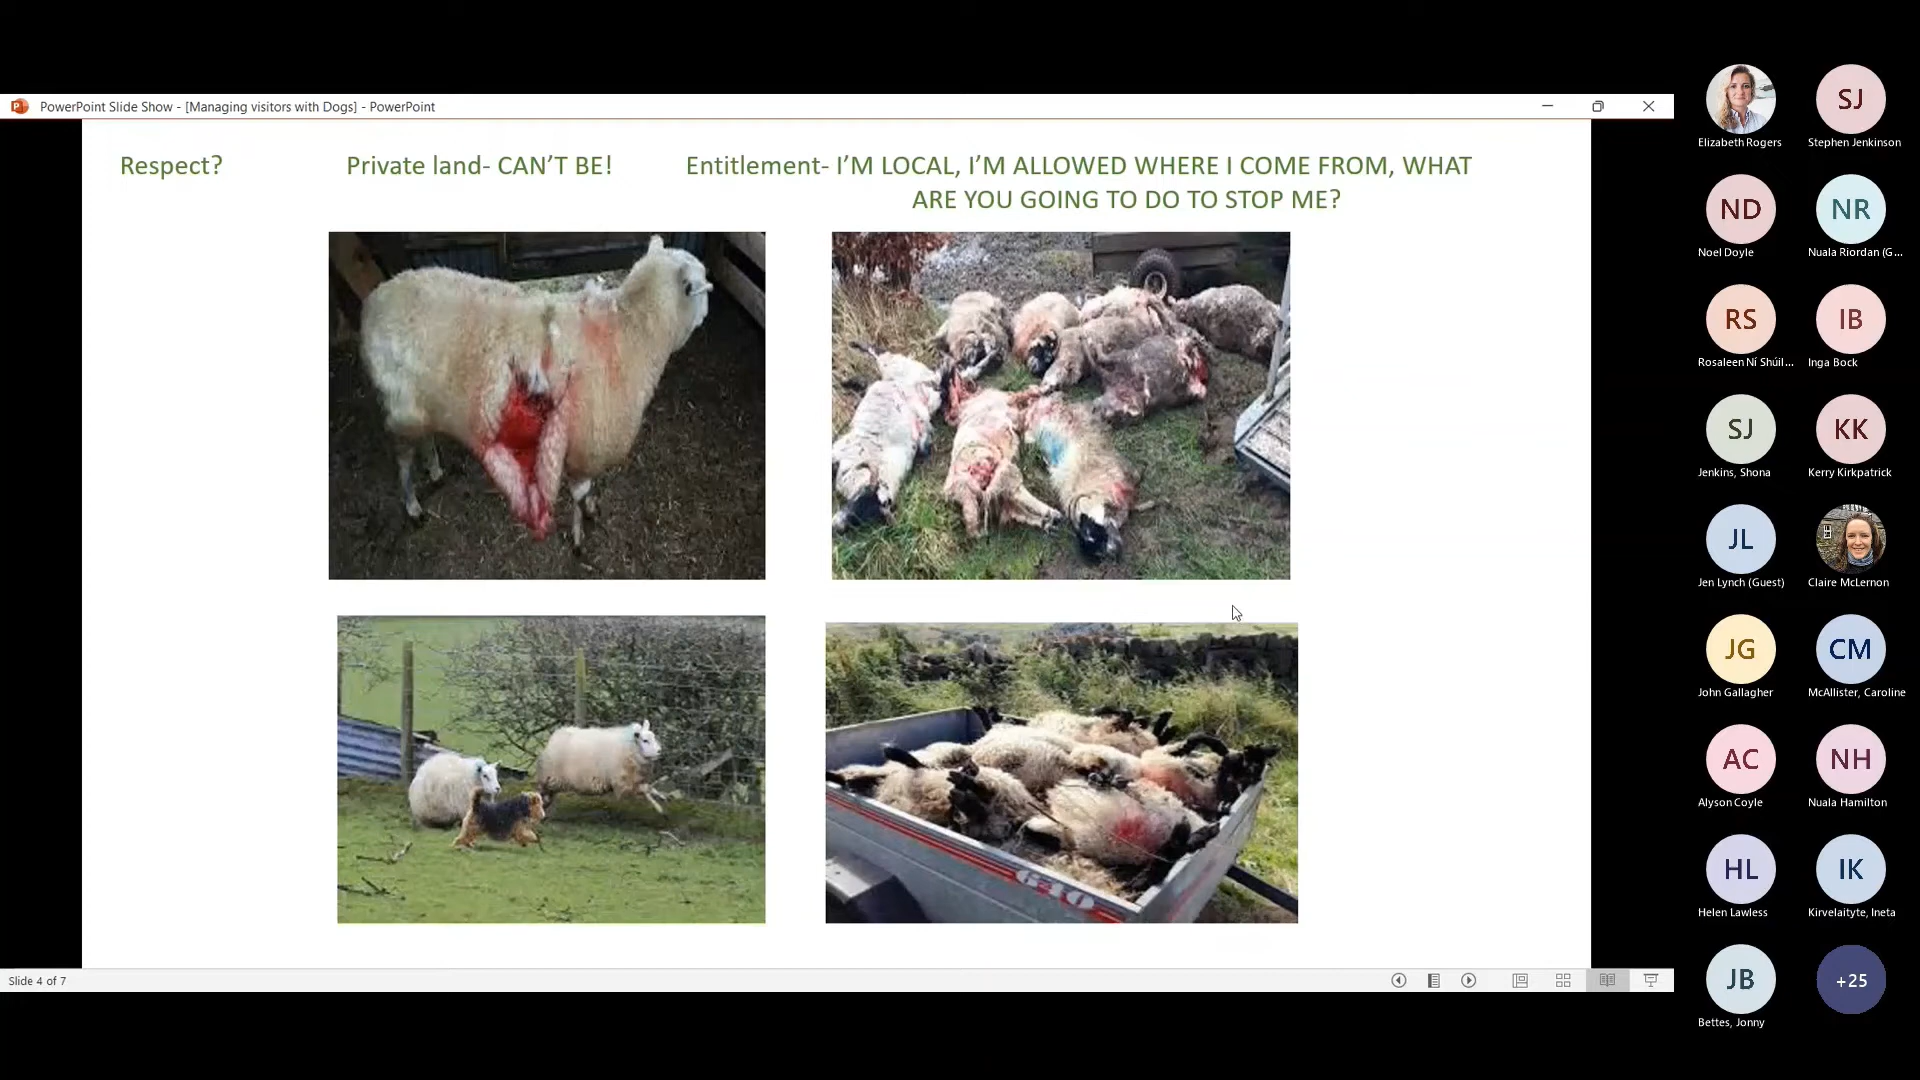 PowerPoint Slide Show - [Managing visitors with Dogs] - PowerPoint
Respect?
Private land- CAN'T BE!
Entitlement- I'M LOCAL, I'M ALLOWED WHERE I COME FROM, WHAT
ARE YOU GOING TO DO TO STOP ME?
Slide 4 of 7
Elizabeth Rogers
SJ
Stephen Jenkinson
ND
Noel Doyle
NR
Nuala Riordan (G...
RS
Rosaleen Ní Shúil...
IB
Inga Bock
SJ
Jenkins, Shona
KK
Kerry Kirkpatrick
JL
Jen Lynch (Guest)
Claire McLernon
JG
John Gallagher
CM
McAllister, Caroline
AC
Alyson Coyle
NH
Nuala Hamilton
HL
Helen Lawless
IK
Kirvelaityte, Ineta
JB
Bettes, Jonny
+25